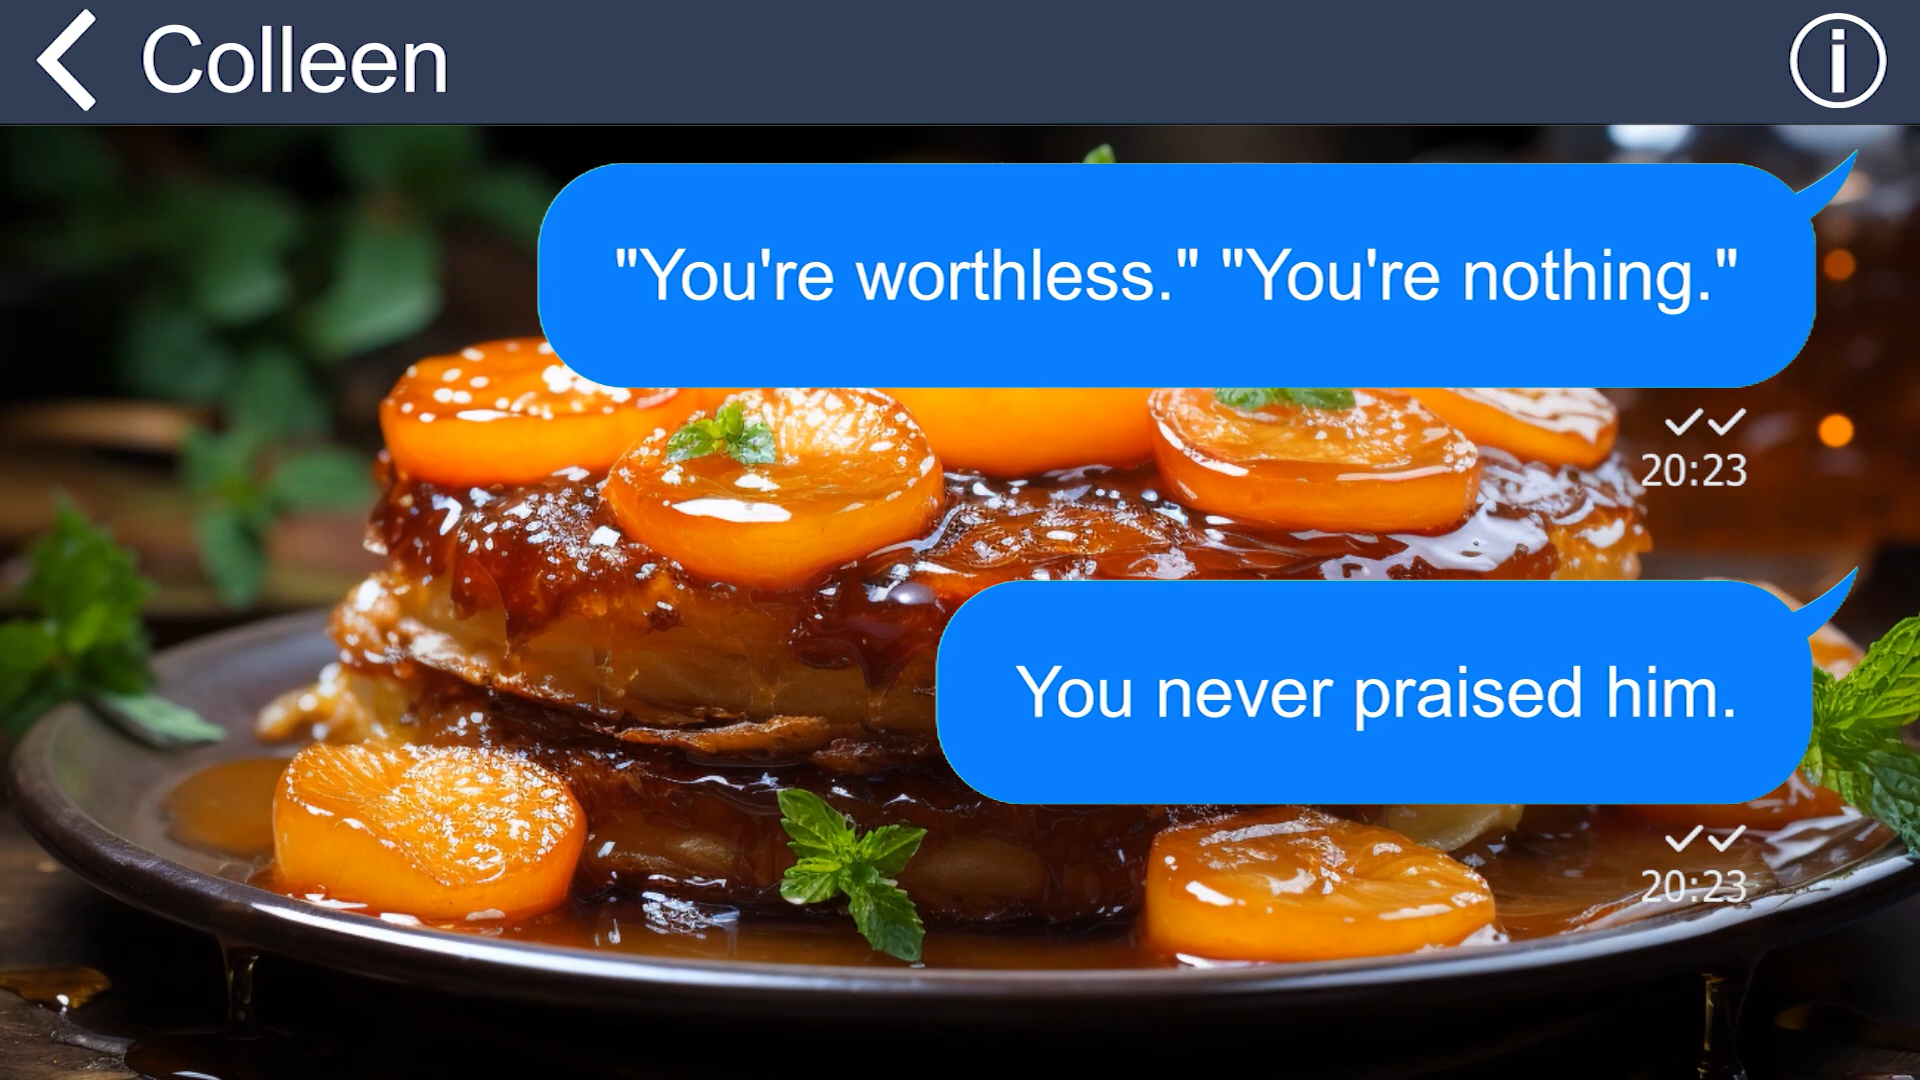 Colleen
"You're worthless." "You're nothing."
20:23
You never praised him.
20:23